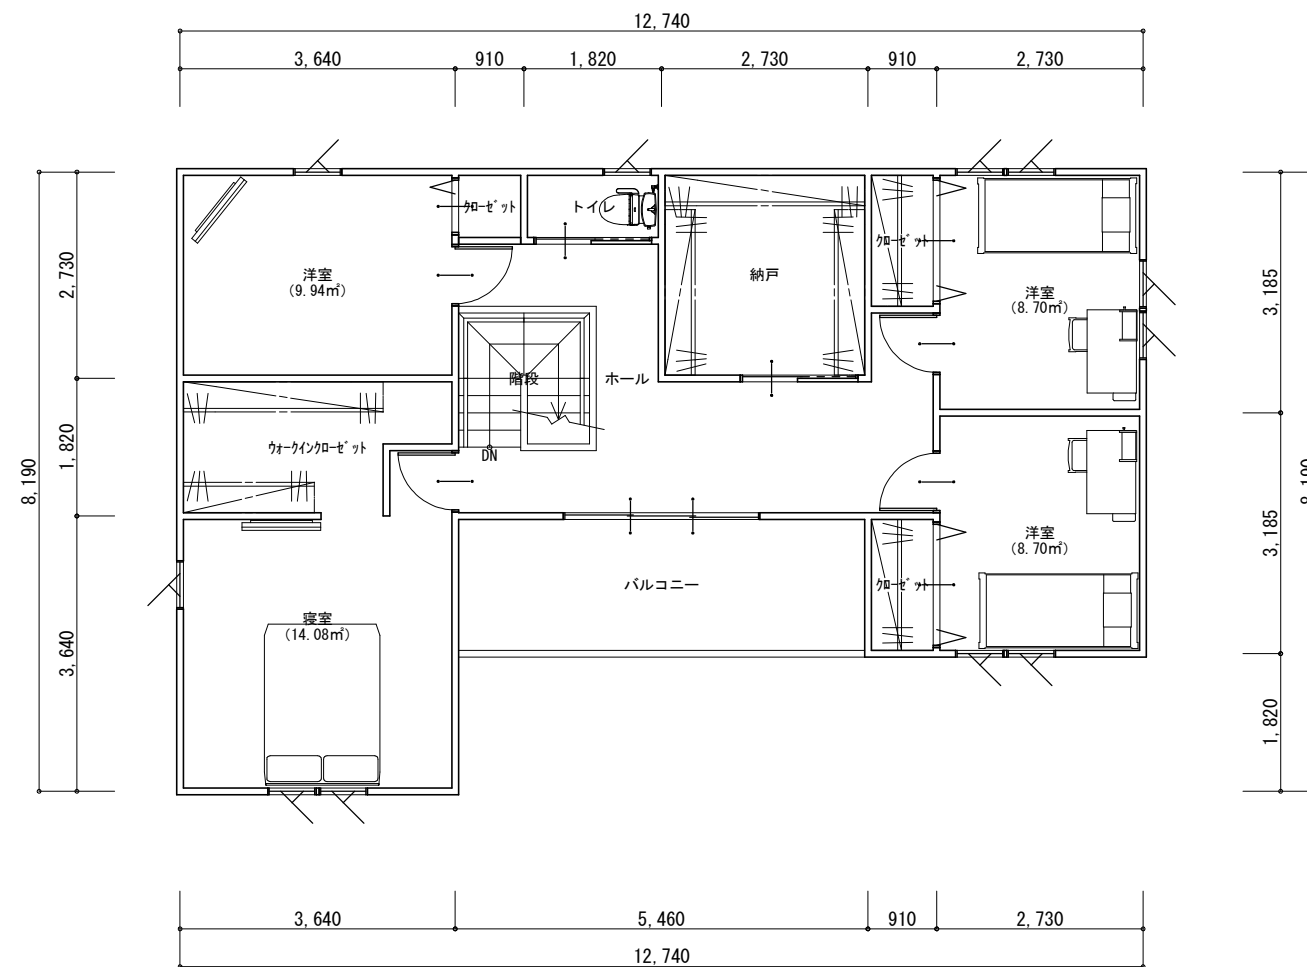 12,740
3,640
910
1,820
2,730
910
2,730
クローゼット
トイレ
クローゼット
洋室
(9.94㎡)
納戸
洋室
(8.70㎡)
2,730
3,185
階段
ホール
ウォークインクローゼット
DN
1,820
8,190
8,190
3,185
洋室
(8.70㎡)
バルコニー
クローゼット
寝室
(14.08㎡)
3,640
1,820
3,640
5,460
910
2,730
12,740